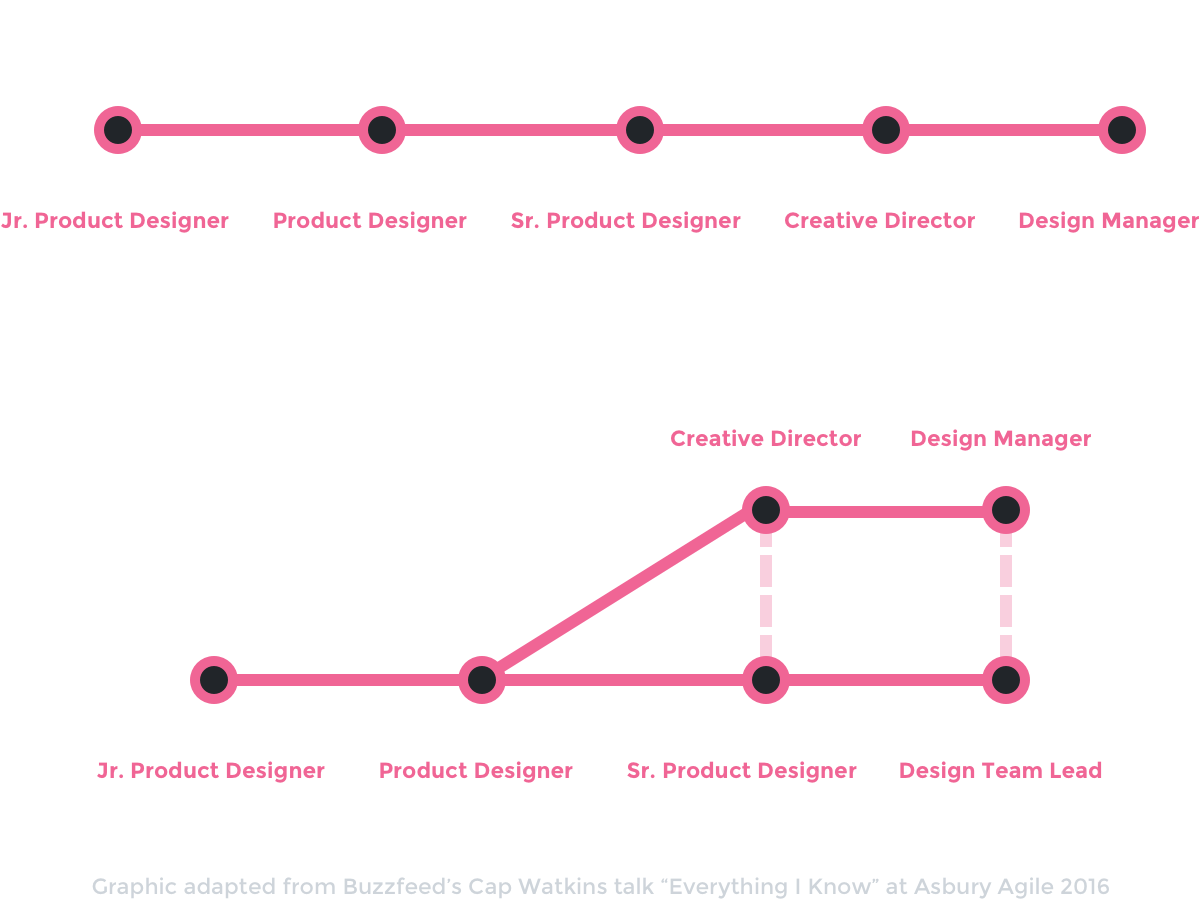 Jr. Product Designer
Product Designer
Sr. Product Designer
Creative Director
Design Manager
Creative Director
Design Manager
Jr. Product Designer
Product Designer
Sr. Product Designer
Design Team Lead
Graphic adapted from Buzzfeed’s Cap Watkins talk “Everything I Know” at Asbury Agile 2016